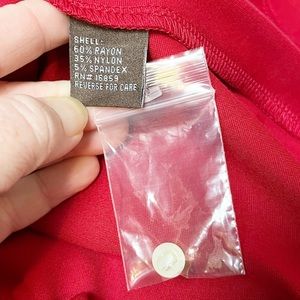 SHELL:
60% RAYON
35% NYLON
5% SPANDEX
RN# 15859
REVERSE FOR CARE